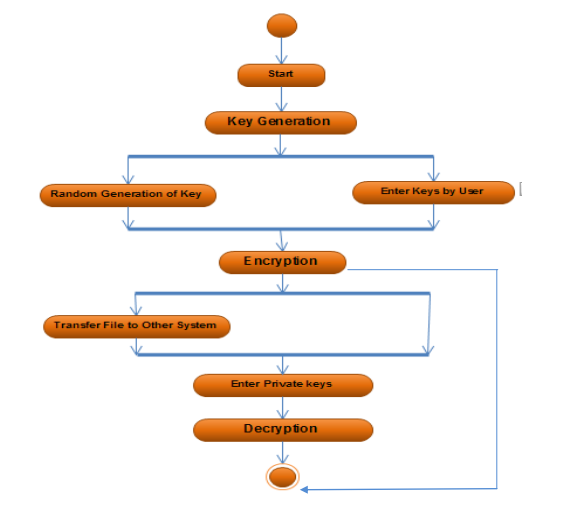 Start
Key Generation
Random Generation of Key
Enter Keys by User
Encryption
Transfer File to Other System
Enter Private keys
Decryption